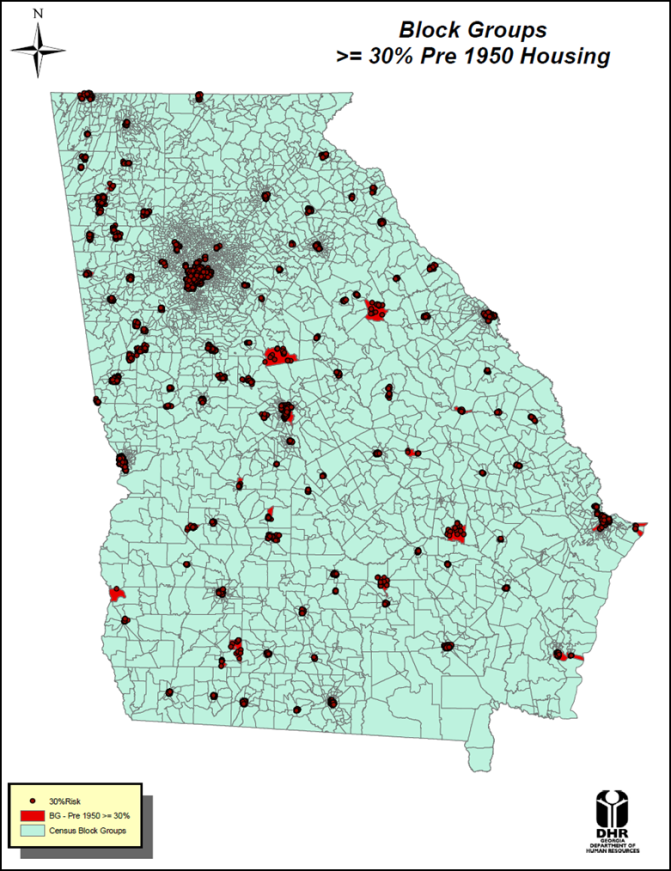 N
Block Groups
>= 30% Pre 1950 Housing
30%Risk
BG - Pre 1950 >= 30%
Census Block Groups
DHR
GEORGIA
DEPARTMENT OF
HUMAN RESOURCES